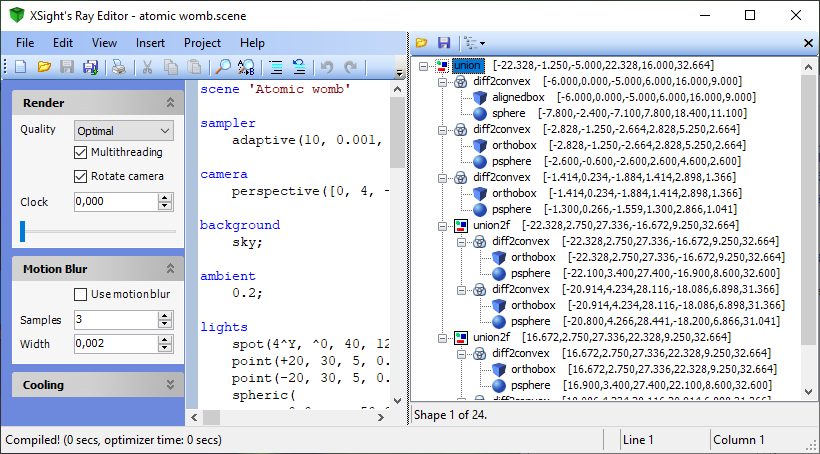 XSight's Ray Editor - atomic womb.scene
File Edit View Insert Project Help
Render
Quality Optimal
Multithreading
Rotate camera
Clock 0,000
Motion Blur
Use motion blur
Samples 3
Width 0,002
Cooling
scene 'Atomic womb'
sampler
adaptive(10, 0.001,
camera
perspective([0, 4, -
background
sky;
ambient
0.2;
lights
spot(4^Y, ^0, 40, 12
point(+20, 30, 5, 0.
point(-20, 30, 5, 0.
spheric(
union [-22.328,-1.250,-5.000,22.328,16.000,32.664]
diff2convex [-6.000,0.000,-5.000,6.000,16.000,9.000]
alignedbox [-6.000,0.000,-5.000,6.000,16.000,9.000]
sphere [-7.800,-2.400,-7.100,7.800,18.400,11.100]
diff2convex [-2.828,-1.250,-2.664,2.828,5.250,2.664]
orthobox [-2.828,-1.250,-2.664,2.828,5.250,2.664]
psphere [-2.600,-0.600,-2.600,2.600,4.600,2.600]
diff2convex [-1.414,0.234,-1.884,1.414,2.898,1.366]
orthobox [-1.414,0.234,-1.884,1.414,2.898,1.366]
psphere [-1.300,0.266,-1.559,1.300,2.866,1.041]
union2f [-22.328,2.750,27.336,-16.672,9.250,32.664]
diff2convex [-22.328,2.750,27.336,-16.672,9.250,32.664]
orthobox [-22.328,2.750,27.336,-16.672,9.250,32.664]
psphere [-22.100,3.400,27.400,-16.900,8.600,32.600]
diff2convex [-20.914,4.234,28.116,-18.086,6.898,31.366]
orthobox [-20.914,4.234,28.116,-18.086,6.898,31.366]
psphere [-20.800,4.266,28.441,-18.200,6.866,31.041]
union2f [16.672,2.750,27.336,22.328,9.250,32.664]
diff2convex [16.672,2.750,27.336,22.328,9.250,32.664]
orthobox [16.672,2.750,27.336,22.328,9.250,32.664]
psphere [16.900,3.400,27.400,22.100,8.600,32.600]
Shape 1 of 24.
Compiled! (0 secs, optimizer time: 0 secs)
Line 1
Column 1